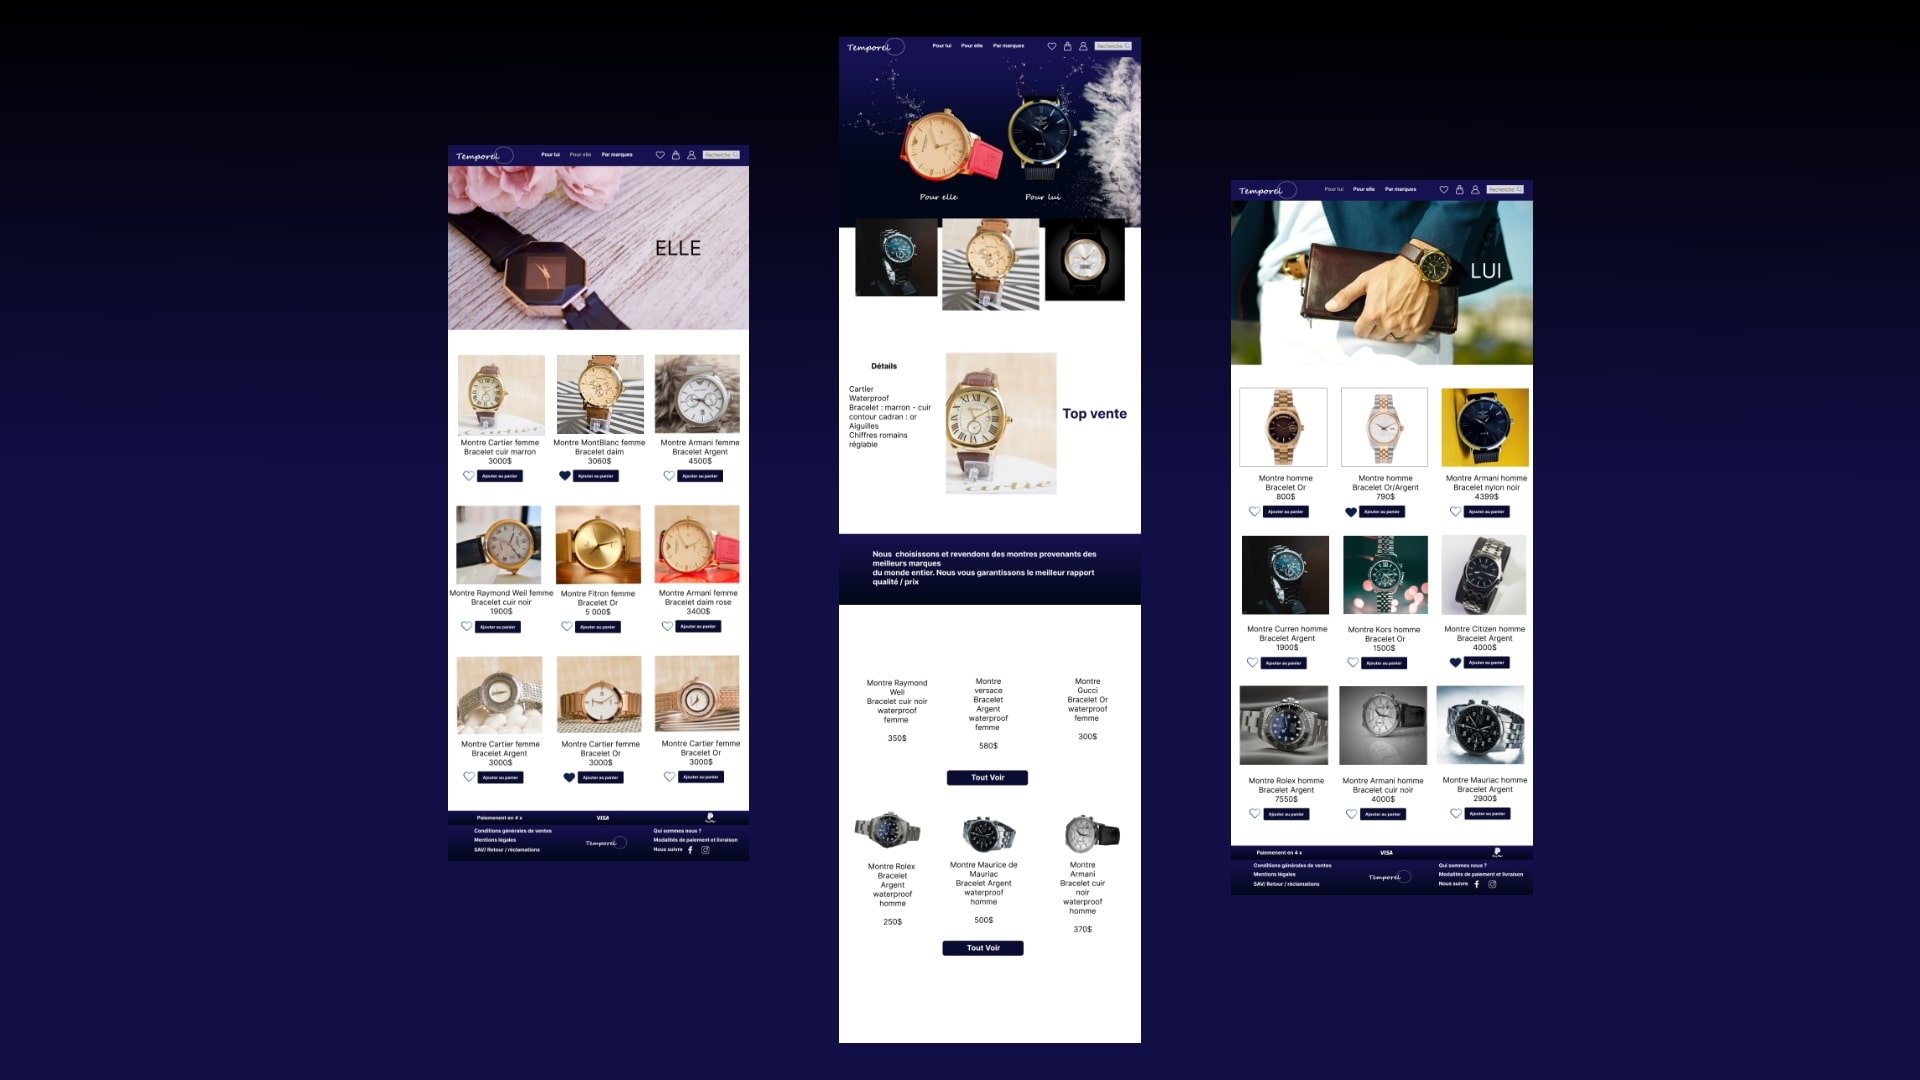 Temporel
Pour lui Pour elle Par marques
Recherche
ELLE
Montre Cartier femme
Bracelet cuir marron
3000$
Ajouter au panier
Montre MontBlanc femme
Bracelet daim
3060$
Ajouter au panier
Montre Armani femme
Bracelet Argent
4500$
Ajouter au panier
Montre Raymond Weil femme
Bracelet cuir noir
1900$
Ajouter au panier
Montre Fitron femme
Bracelet Or
5 000$
Ajouter au panier
Montre Armani femme
Bracelet daim rose
3400$
Ajouter au panier
Montre Cartier femme
Bracelet Argent
3000$
Ajouter au panier
Montre Cartier femme
Bracelet Or
3000$
Ajouter au panier
Montre Cartier femme
Bracelet Or
3000$
Ajouter au panier
Paiemenent en 4 x
VISA
Conditions générales de ventes
Mentions légales
SAV/ Retour / réclamations
Temporel
Qui sommes nous ?
Modalités de paiement et livraison
Nous suivre
Temporel
Pour lui Pour elle Par marques
Recherche
Pour elle
Pour lui
Détails
Cartier
Waterproof
Bracelet : marron - cuir
contour cadran : or
Aiguilles
Chiffres romains
réglable
Top vente
Nous choisissons et revendons des montres provenants des
meilleurs marques
du monde entier. Nous vous garantissons le meilleur rapport
qualité / prix
Montre Raymond
Weil
Bracelet cuir noir
waterproof
femme
350$
Montre
versace
Bracelet
Argent
waterproof
femme
580$
Montre
Gucci
Bracelet Or
waterproof
femme
300$
Tout Voir
Montre Rolex
Bracelet
Argent
waterproof
homme
250$
Montre Maurice de
Mauriac
Bracelet Argent
waterproof
homme
500$
Montre
Armani
Bracelet cuir
noir
waterproof
homme
370$
Tout Voir
Temporel
Pour lui Pour elle Par marques
Recherche
LUI
Montre homme
Bracelet Or
800$
Ajouter au panier
Montre homme
Bracelet Or/Argent
790$
Ajouter au panier
Montre Armani homme
Bracelet nylon noir
4399$
Ajouter au panier
Montre Curren homme
Bracelet Argent
1900$
Ajouter au panier
Montre Kors homme
Bracelet Or
1500$
Ajouter au panier
Montre Citizen homme
Bracelet Argent
4000$
Ajouter au panier
Montre Rolex homme
Bracelet Argent
7550$
Ajouter au panier
Montre Armani homme
Bracelet cuir noir
4000$
Ajouter au panier
Montre Mauriac homme
Bracelet Argent
2900$
Ajouter au panier
Paiemenent en 4 x
VISA
Conditions générales de ventes
Mentions légales
SAV/ Retour / réclamations
Temporel
Qui sommes nous ?
Modalités de paiement et livraison
Nous suivre